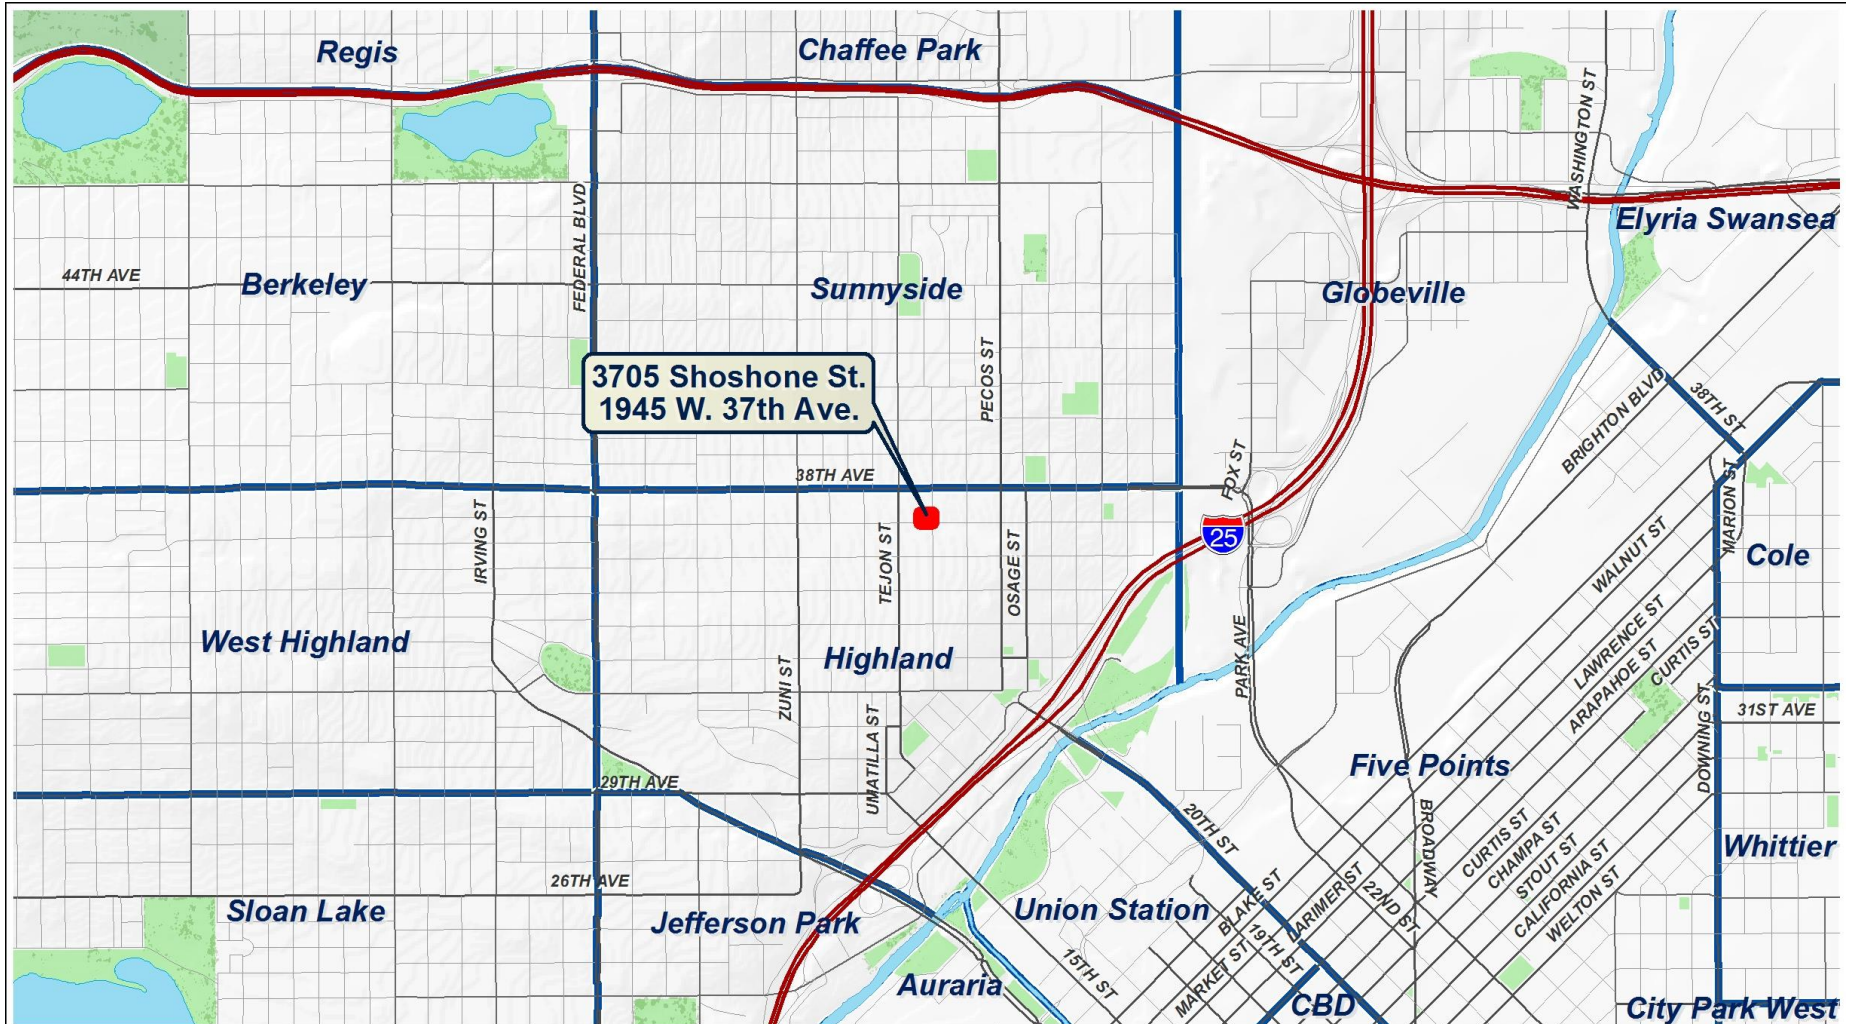 Regis
Chaffee Park
WASHINGTON ST
Elyria Swansea
FEDERAL BLVD
44TH AVE
Berkeley
Sunnyside
Globeville
PECOS ST
3705 Shoshone St.
1945 W. 37th Ave.
38TH ST
BRIGHTON BLVD
38TH AVE
FOX ST
25
IRVING ST
TEJON ST
OSAGE ST
MARION ST
WALNUT ST
Cole
LAWRENCE ST
ARAPAHOE ST
CURTIS ST
West Highland
Highland
PARK AVE
ZUNI ST
UMATILLA ST
DOWNING ST
31ST AVE
Five Points
29TH AVE
20TH ST
BROADWAY
CURTIS ST
CHAMPA ST
STOUT ST
CALIFORNIA ST
WELTON ST
Whittier
26TH AVE
Sloan Lake
Jefferson Park
Union Station
BLAKE ST
LARIMER ST
22ND ST
19TH ST
MARKET ST
15TH ST
Auraria
CBD
City Park West